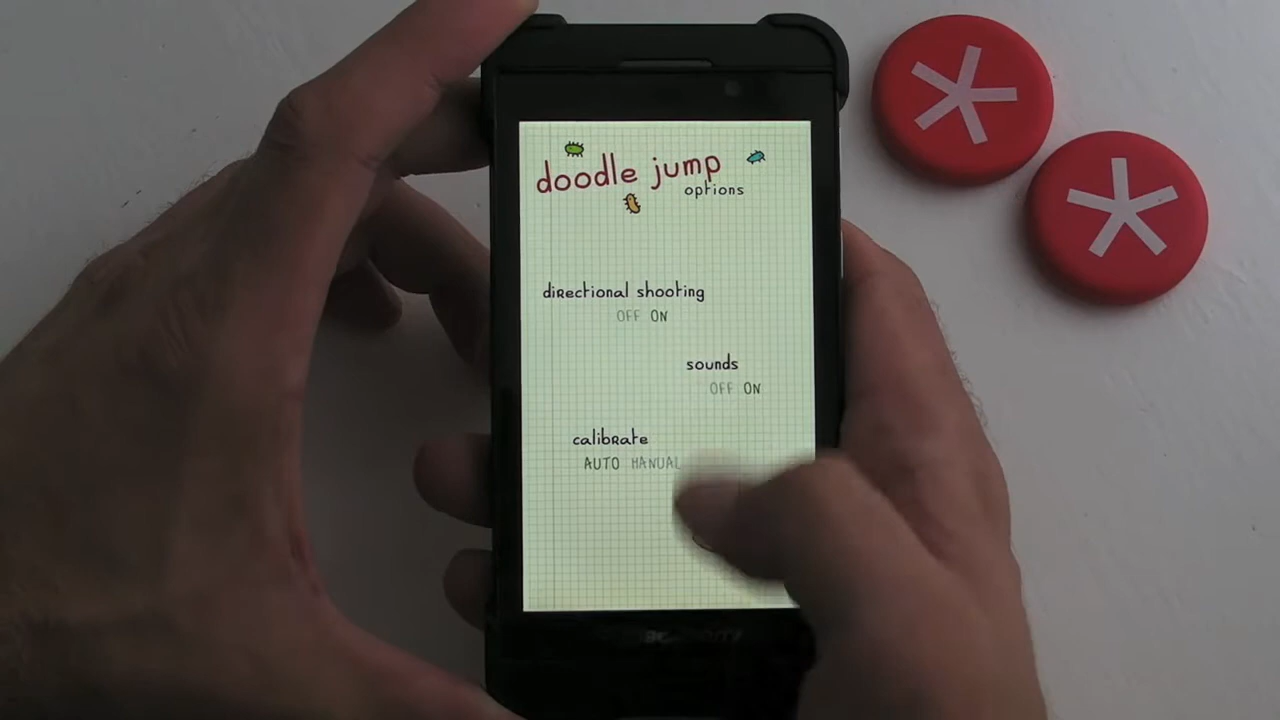 doodle jump
options
directional shooting
OFF ON
sounds
OFF ON
calibrate
AUTO MANUAL